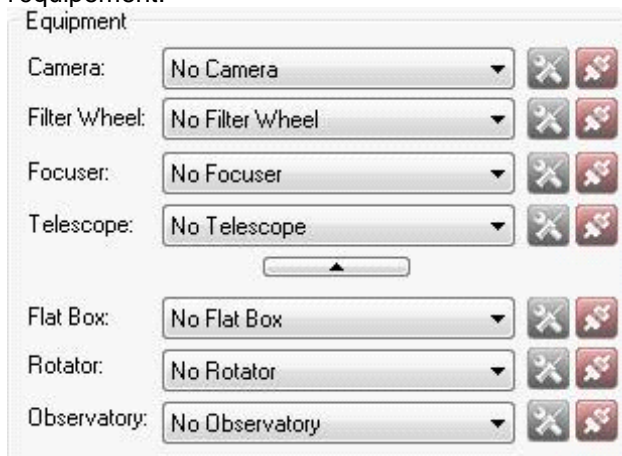 l'équipement.
Equipment
Camera: No Camera
Filter Wheel: No Filter Wheel
Focuser: No Focuser
Telescope: No Telescope
Flat Box: No Flat Box
Rotator: No Rotator
Observatory: No Observatory